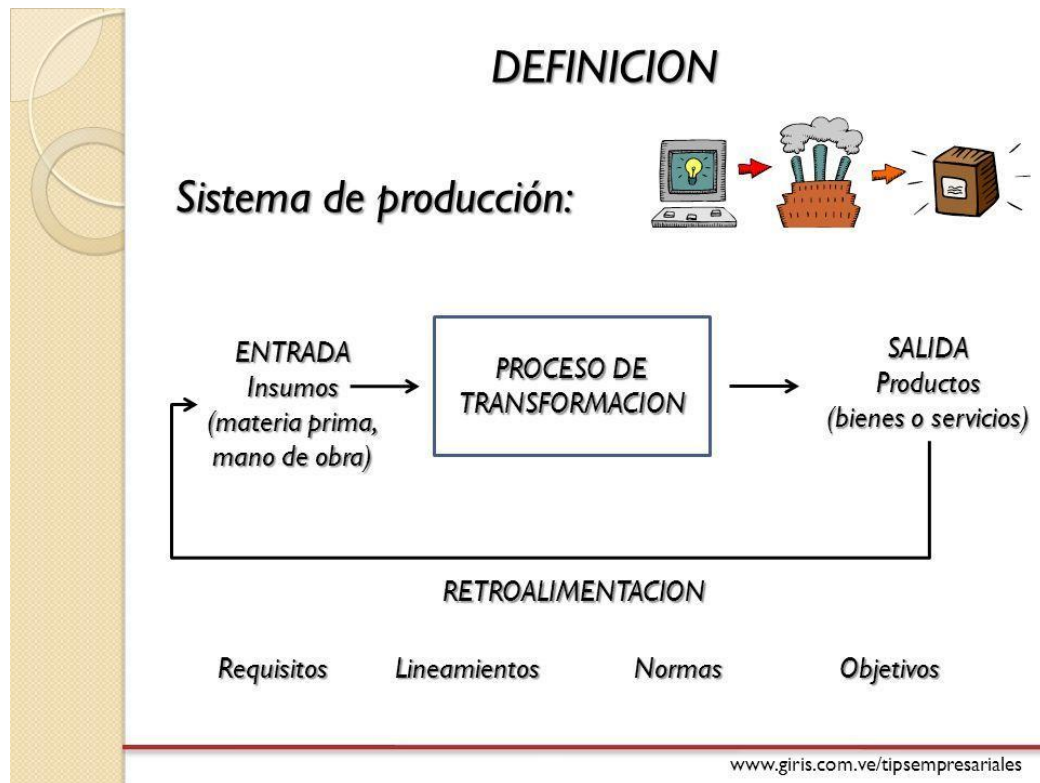 DEFINICION
Sistema de producción:
ENTRADA
Insumos
(materia prima,
mano de obra)
PROCESO DE
TRANSFORMACION
SALIDA
Productos
(bienes o servicios)
RETROALIMENTACION
Requisitos Lineamientos Normas Objetivos
www.giris.com.ve/tipsempresariales